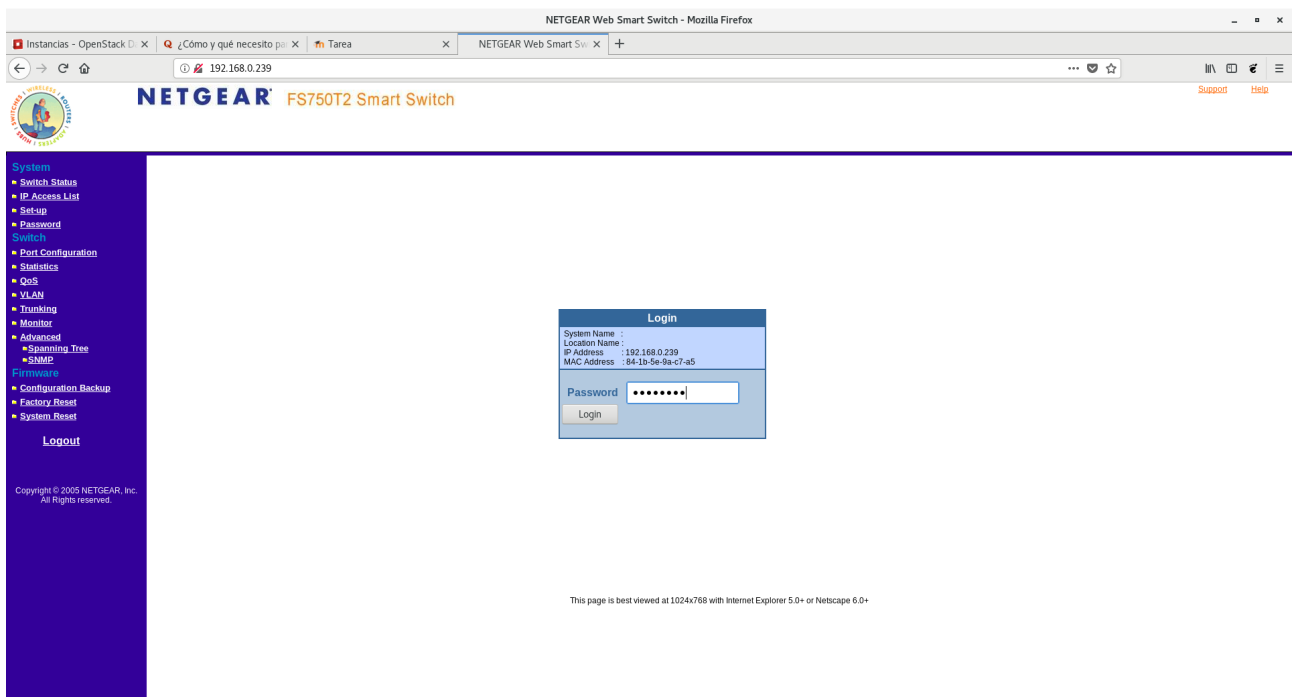 NETGEAR Web Smart Switch - Mozilla Firefox
Instancias - OpenStack D
¿Cómo y qué necesito pa
Tarea
NETGEAR Web Smart Sw
192.168.0.239
WIRELESS ROUTERS ADAPTERS HUBS SWITCHES
NETGEAR FS750T2 Smart Switch
Support Help
System
Switch Status
IP Access List
Set-up
Password
Switch
Port Configuration
Statistics
QoS
VLAN
Trunking
Monitor
Advanced
Spanning Tree
SNMP
Firmware
Configuration Backup
Factory Reset
System Reset
Logout
Copyright © 2005 NETGEAR, Inc.
All Rights reserved.
Login
System Name :
Location Name :
IP Address : 192.168.0.239
MAC Address : 84-1b-5e-9a-c7-a5
Password ••••••••
Login
This page is best viewed at 1024x768 with Internet Explorer 5.0+ or Netscape 6.0+